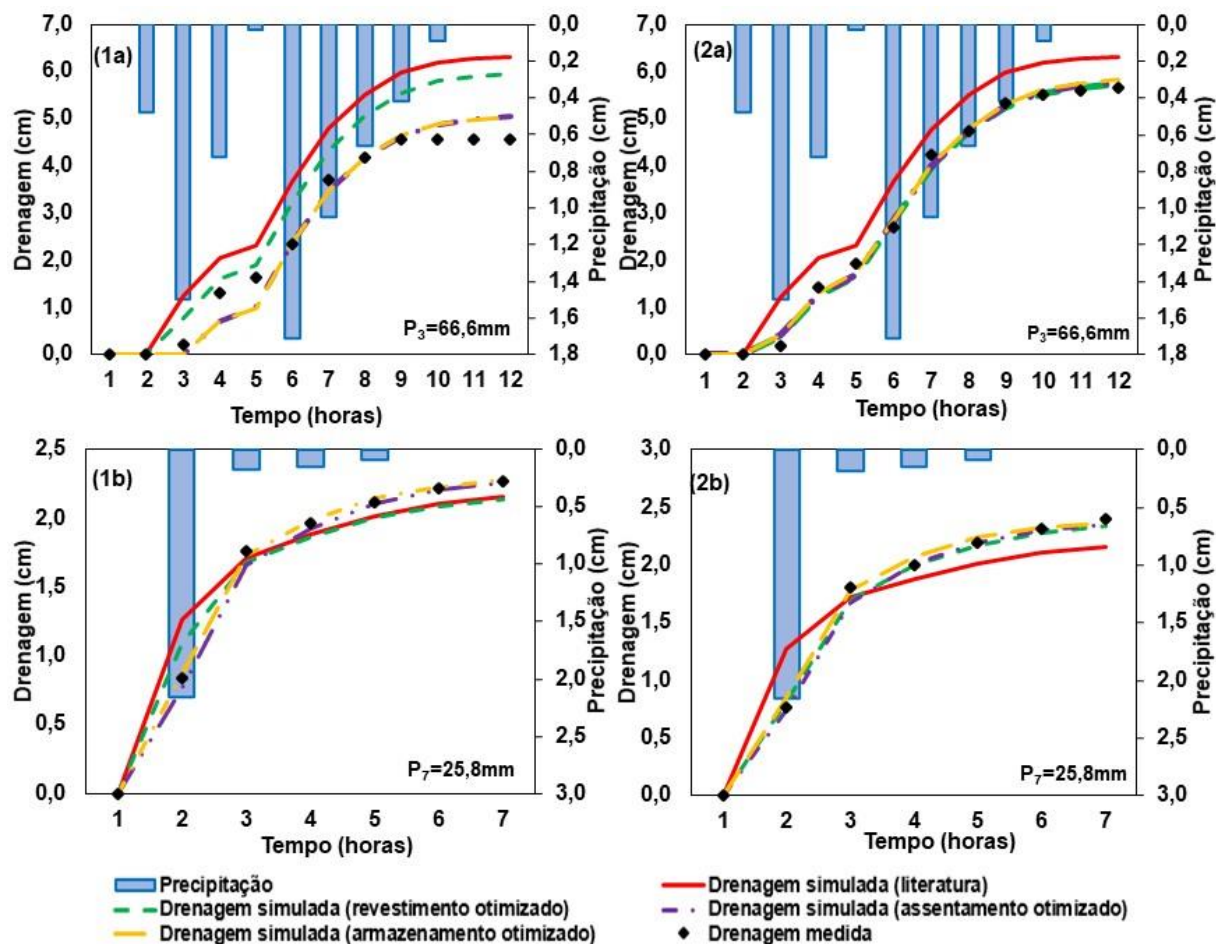 (1a)
Drenagem (cm)
7,0
6,0
5,0
4,0
3,0
2,0
1,0
0,0
Precipitação (cm)
0,0
0,2
0,4
0,6
0,8
1,0
1,2
1,4
1,6
1,8
P3=66,6mm
1 2 3 4 5 6 7 8 9 10 11 12
Tempo (horas)
(2a)
Drenagem (cm)
7,0
6,0
5,0
4,0
3,0
2,0
1,0
0,0
Precipitação (cm)
0,0
0,2
0,4
0,6
0,8
1,0
1,2
1,4
1,6
1,8
P3=66,6mm
1 2 3 4 5 6 7 8 9 10 11 12
Tempo (horas)
(1b)
Drenagem (cm)
2,5
2,0
1,5
1,0
0,5
0,0
Precipitação (cm)
0,0
0,5
1,0
1,5
2,0
2,5
3,0
P7=25,8mm
1 2 3 4 5 6 7
Tempo (horas)
(2b)
Drenagem (cm)
3,0
2,5
2,0
1,5
1,0
0,5
0,0
Precipitação (cm)
0,0
0,5
1,0
1,5
2,0
2,5
3,0
P7=25,8mm
1 2 3 4 5 6 7
Tempo (horas)
Precipitação
Drenagem simulada (literatura)
Drenagem simulada (revestimento otimizado)
Drenagem simulada (assentamento otimizado)
Drenagem simulada (armazenamento otimizado)
Drenagem medida